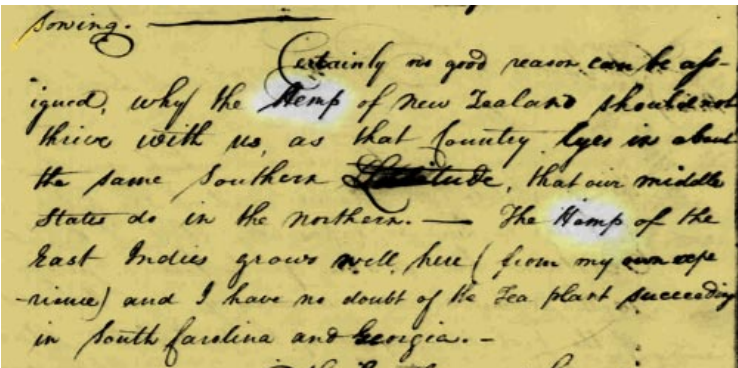 sowing. —
Certainly no good reason can be ass-
igned, why the Hemp of New Zealand should not
thrive with us, as that Country lyes in about
the same Southern Latitude, that our middle
States do in the northern. — The Hemp of the
East Indies grows well here (from my own expe
-rience) and I have no doubt of the Tea plant succeeding
in South Carolina and Georgia. -